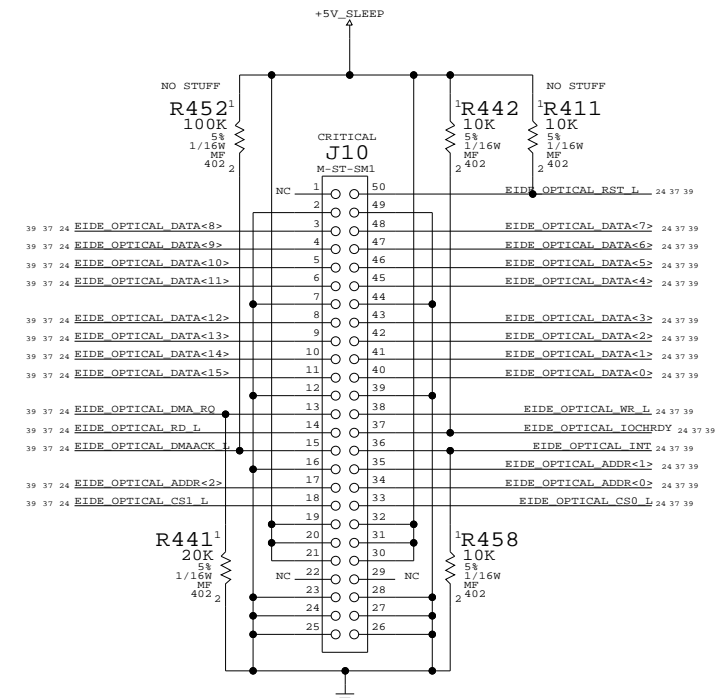 +5V_SLEEP
NO STUFF
NO STUFF
R452 1
100K
5%
1/16W
MF
402
2
1 R442
10K
5%
1/16W
MF
402
2
1 R411
10K
5%
1/16W
MF
402
2
CRITICAL
J10
M-ST-SM1
NC 1 50 EIDE_OPTICAL_RST_L 24 37 39
2 49
39 37 24 EIDE_OPTICAL_DATA<8> 3 48 EIDE_OPTICAL_DATA<7> 24 37 39
39 37 24 EIDE_OPTICAL_DATA<9> 4 47 EIDE_OPTICAL_DATA<6> 24 37 39
39 37 24 EIDE_OPTICAL_DATA<10> 5 46 EIDE_OPTICAL_DATA<5> 24 37 39
39 37 24 EIDE_OPTICAL_DATA<11> 6 45 EIDE_OPTICAL_DATA<4> 24 37 39
7 44
39 37 24 EIDE_OPTICAL_DATA<12> 8 43 EIDE_OPTICAL_DATA<3> 24 37 39
39 37 24 EIDE_OPTICAL_DATA<13> 9 42 EIDE_OPTICAL_DATA<2> 24 37 39
39 37 24 EIDE_OPTICAL_DATA<14> 10 41 EIDE_OPTICAL_DATA<1> 24 37 39
39 37 24 EIDE_OPTICAL_DATA<15> 11 40 EIDE_OPTICAL_DATA<0> 24 37 39
12 39
39 37 24 EIDE_OPTICAL_DMA_RQ 13 38 EIDE_OPTICAL_WR_L 24 37 39
39 37 24 EIDE_OPTICAL_RD_L 14 37 EIDE_OPTICAL_IOCHRDY 24 37 39
39 37 24 EIDE_OPTICAL_DMAACK_L 15 36 EIDE_OPTICAL_INT 24 37 39
16 35 EIDE_OPTICAL_ADDR<1> 24 37 39
39 37 24 EIDE_OPTICAL_ADDR<2> 17 34 EIDE_OPTICAL_ADDR<0> 24 37 39
39 37 24 EIDE_OPTICAL_CS1_L 18 33 EIDE_OPTICAL_CS0_L 24 37 39
19 32
20 31
21 30
NC 22 29 NC
23 28
24 27
25 26
R441 1
20K
5%
1/16W
MF
402
2
1 R458
10K
5%
1/16W
MF
402
2